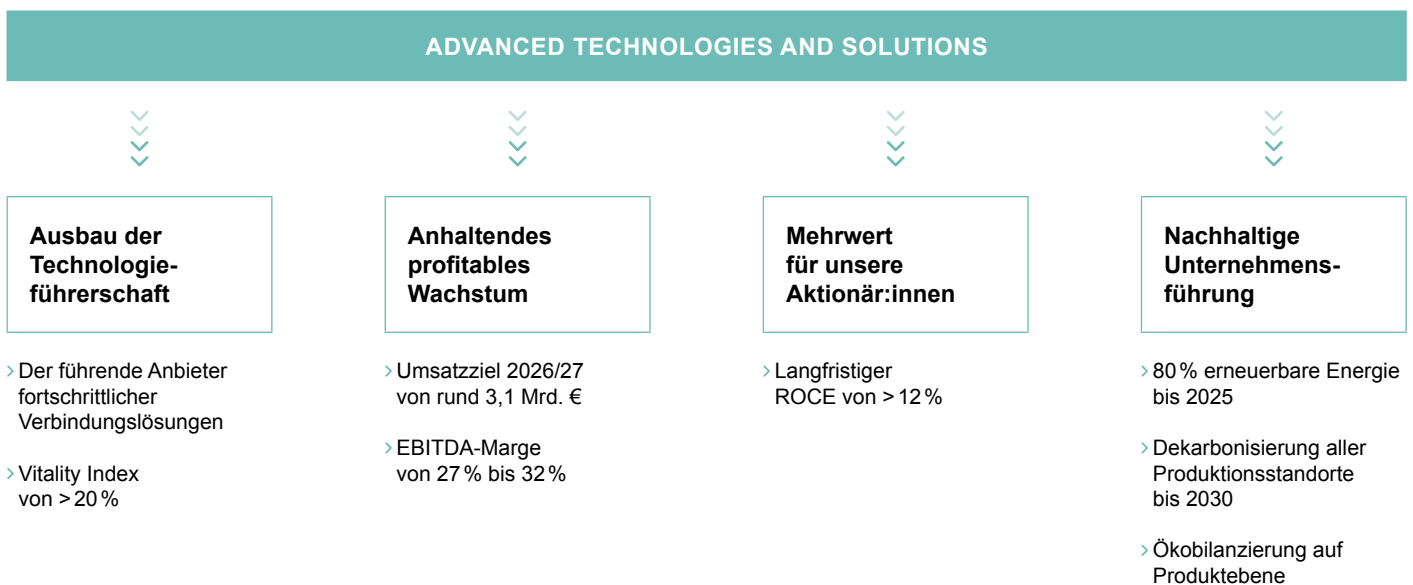 ADVANCED TECHNOLOGIES AND SOLUTIONS
Ausbau der
Technologie-
führerschaft
> Der führende Anbieter
fortschrittlicher
Verbindungslösungen
> Vitality Index
von > 20 %
Anhaltendes
profitables
Wachstum
> Umsatzziel 2026/27
von rund 3,1 Mrd. €
> EBITDA-Marge
von 27 % bis 32 %
Mehrwert
für unsere
Aktionär:innen
> Langfristiger
ROCE von > 12 %
Nachhaltige
Unternehmens-
führung
> 80 % erneuerbare Energie
bis 2025
> Dekarbonisierung aller
Produktionsstandorte
bis 2030
> Ökobilanzierung auf
Produktebene